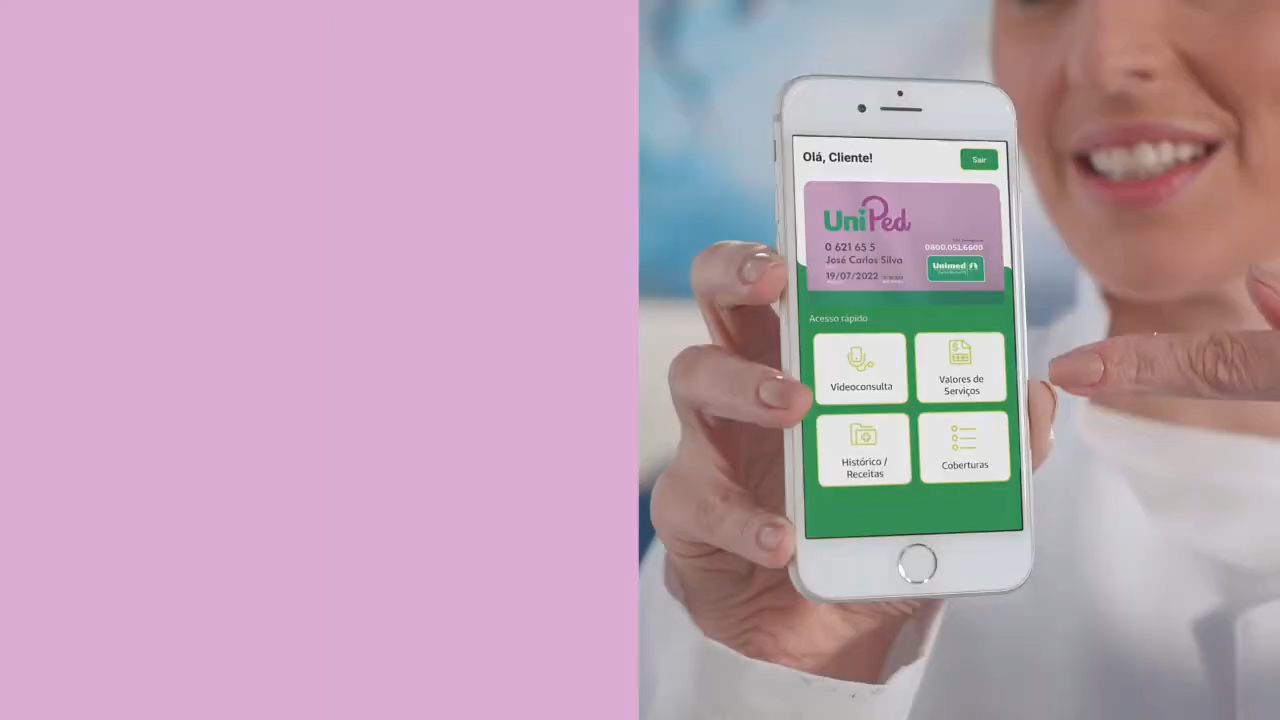 Olá, Cliente!
Sair
UniPed
0 621 65 5
José Carlos Silva
19/07/2022
0800.051.6600
Unimed
Acesso rápido
Videoconsulta
Valores de
Serviços
Histórico /
Receitas
Coberturas